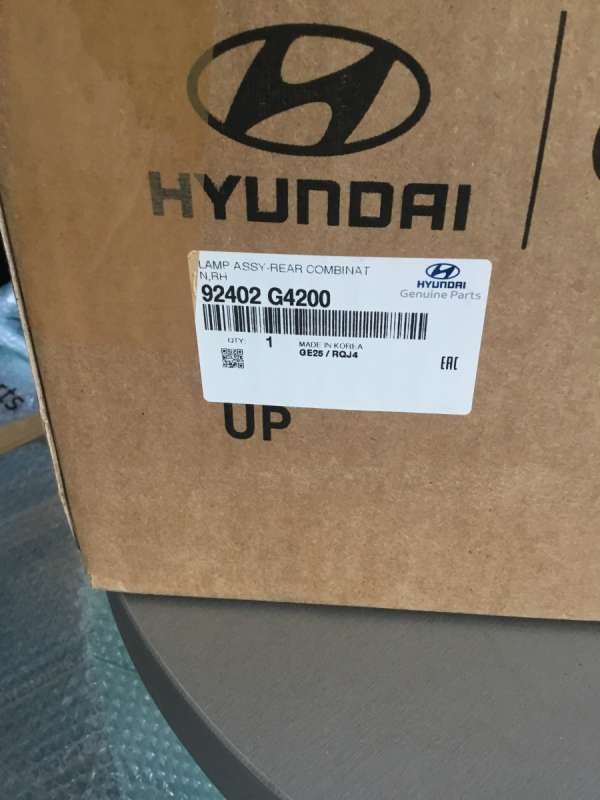 HYUNDAI
LAMP ASSY-REAR COMBINAT
N,RH
92402 G4200
HYUNDAI
Genuine Parts
QTY: 1 MADE IN KOREA
GE25 / RQJ4
EAC
UP
ts